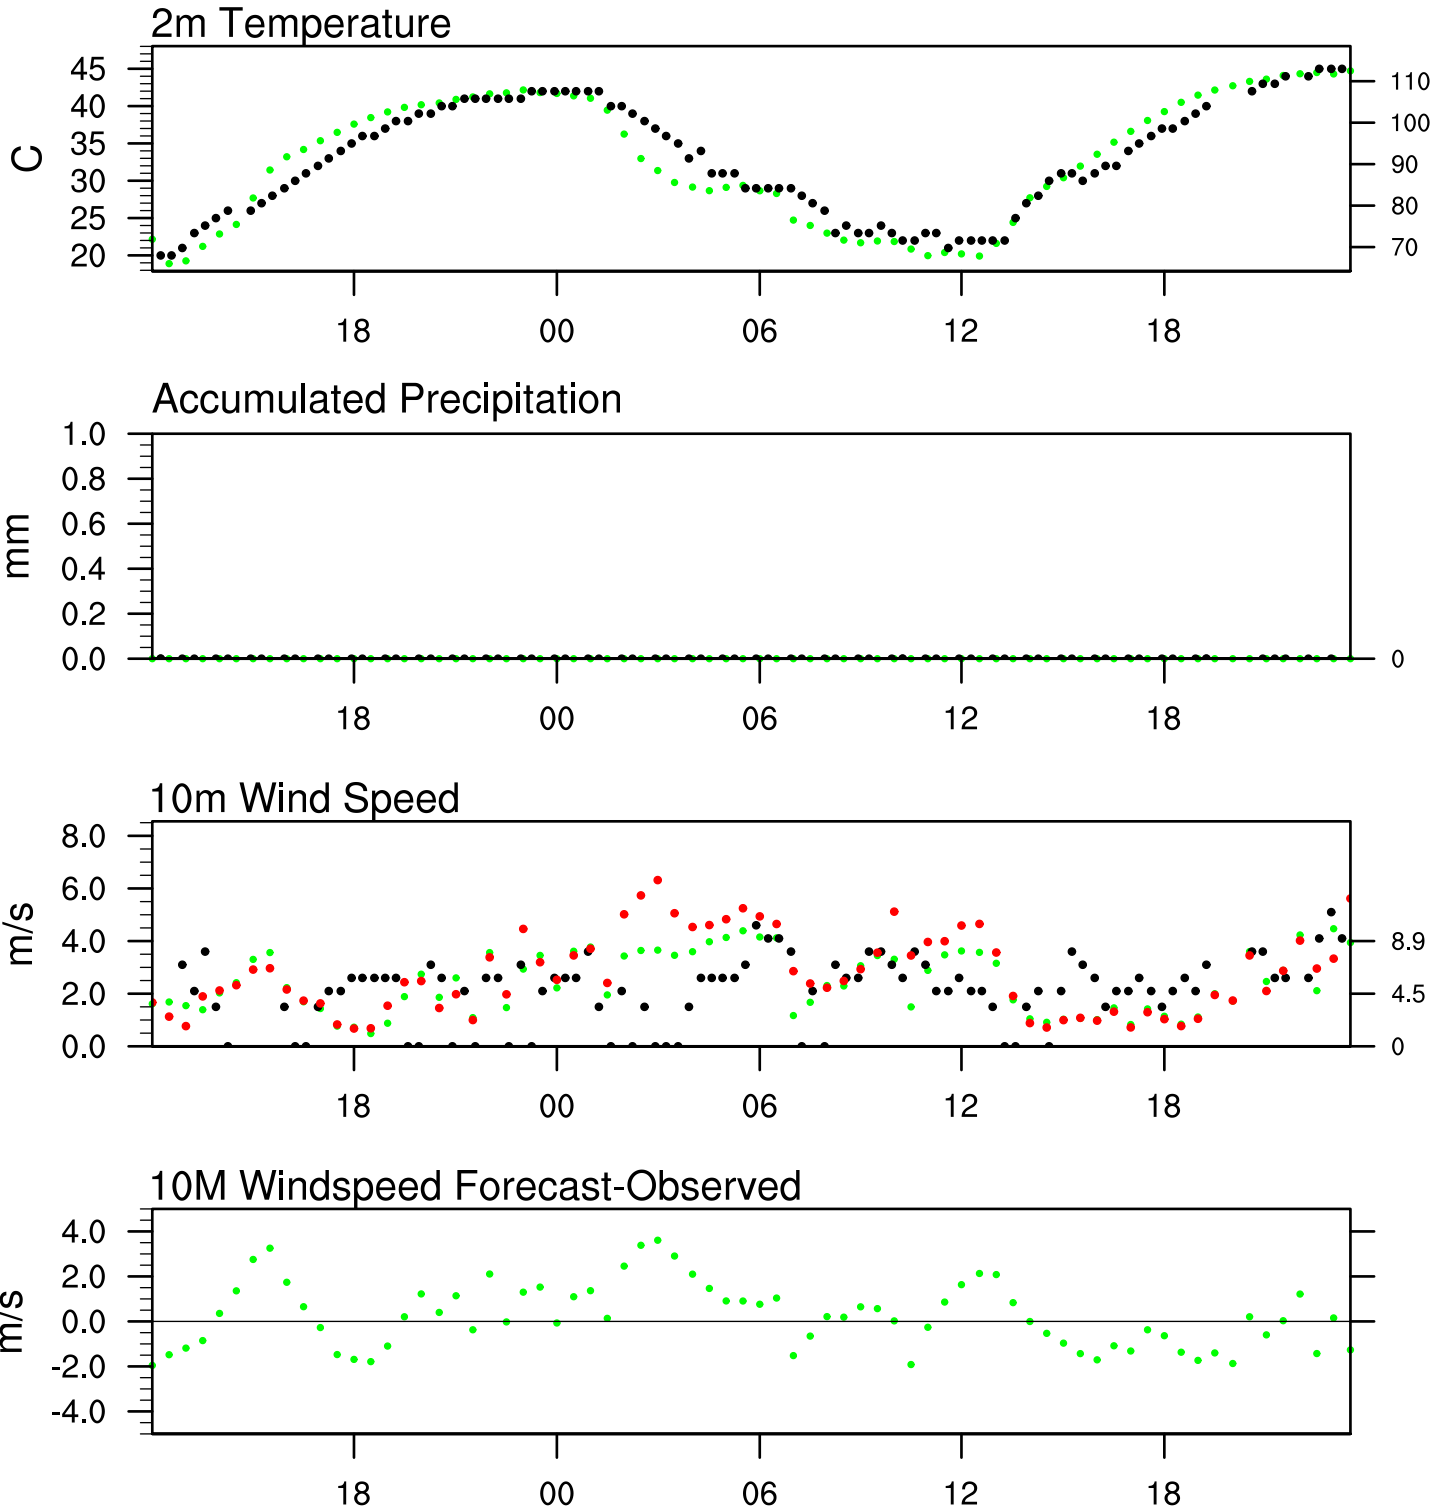 2m Temperature
45
40
35
30
25
20
C
110
100
90
80
70
18 00 06 12 18
Accumulated Precipitation
1.0
0.8
0.6
0.4
0.2
0.0
mm
0
18 00 06 12 18
10m Wind Speed
8.0
6.0
4.0
2.0
0.0
m/s
8.9
4.5
0
18 00 06 12 18
10M Windspeed Forecast-Observed
4.0
2.0
0.0
-2.0
-4.0
m/s
18 00 06 12 18